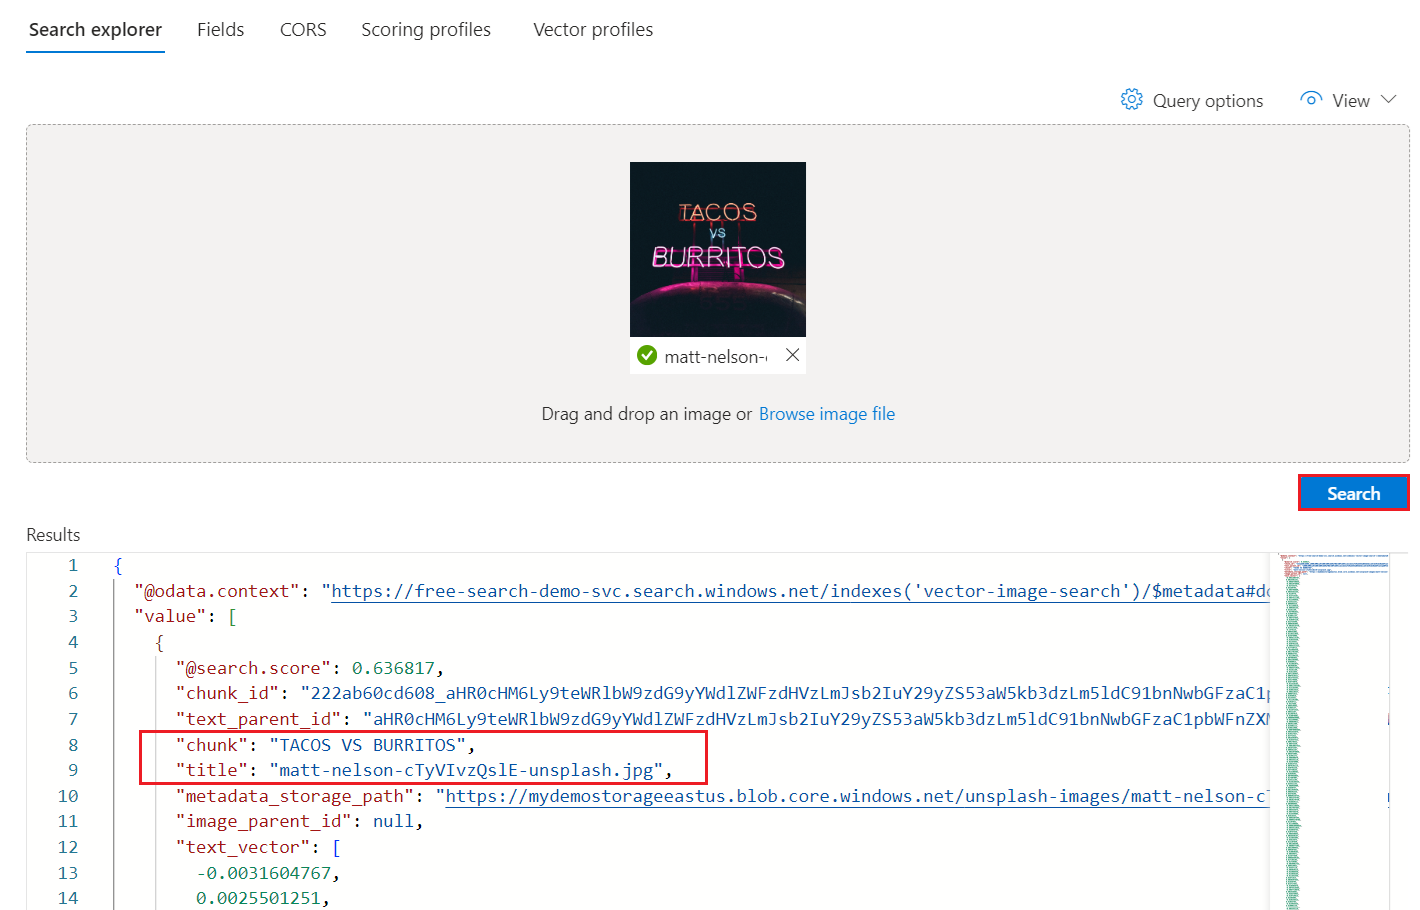 Search explorer Fields CORS Scoring profiles Vector profiles
Query options View
TACOS
VS
BURRITOS
matt-nelson-
Drag and drop an image or Browse image file
Search
Results
1 {
2 "@odata.context": "https://free-search-demo-svc.search.windows.net/indexes('vector-image-search')/$metadata#do
3 "value": [
4 {
5 "@search.score": 0.636817,
6 "chunk_id": "222ab60cd608_aHR0cHM6Ly9teWRlbW9zdG9yYWdlZWFzdHVzLmJsb2IuY29yZS53aW5kb3dzLm5ldC91bnNwbGFzaC1p
7 "text_parent_id": "aHR0cHM6Ly9teWRlbW9zdG9yYWdlZWFzdHVzLmJsb2IuY29yZS53aW5kb3dzLm5ldC91bnNwbGFzaC1pbWFnZXM
8 "chunk": "TACOS VS BURRITOS",
9 "title": "matt-nelson-cTyVIvzQslE-unsplash.jpg",
10 "metadata_storage_path": "https://mydemostorageeastus.blob.core.windows.net/unsplash-images/matt-nelson-cT
11 "image_parent_id": null,
12 "text_vector": [
13 -0.0031604767,
14 0.0025501251,